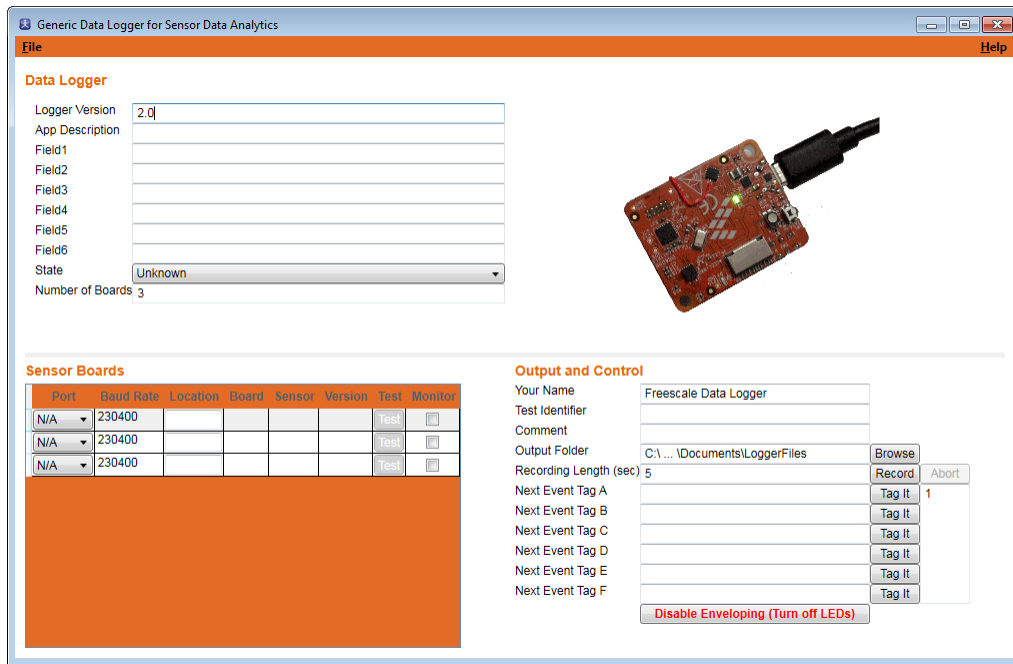 Generic Data Logger for Sensor Data Analytics
File Help
Data Logger
Logger Version 2.0
App Description
Field1
Field2
Field3
Field4
Field5
Field6
State Unknown
Number of Boards 3
Sensor Boards
Port Baud Rate Location Board Sensor Version Test Monitor
N/A 230400 Test
N/A 230400 Test
N/A 230400 Test
Output and Control
Your Name Freescale Data Logger
Test Identifier
Comment
Output Folder C:\ ... \Documents\LoggerFiles Browse
Recording Length (sec) 5 Record Abort
Next Event Tag A Tag It 1
Next Event Tag B Tag It
Next Event Tag C Tag It
Next Event Tag D Tag It
Next Event Tag E Tag It
Next Event Tag F Tag It
Disable Enveloping (Turn off LEDs)